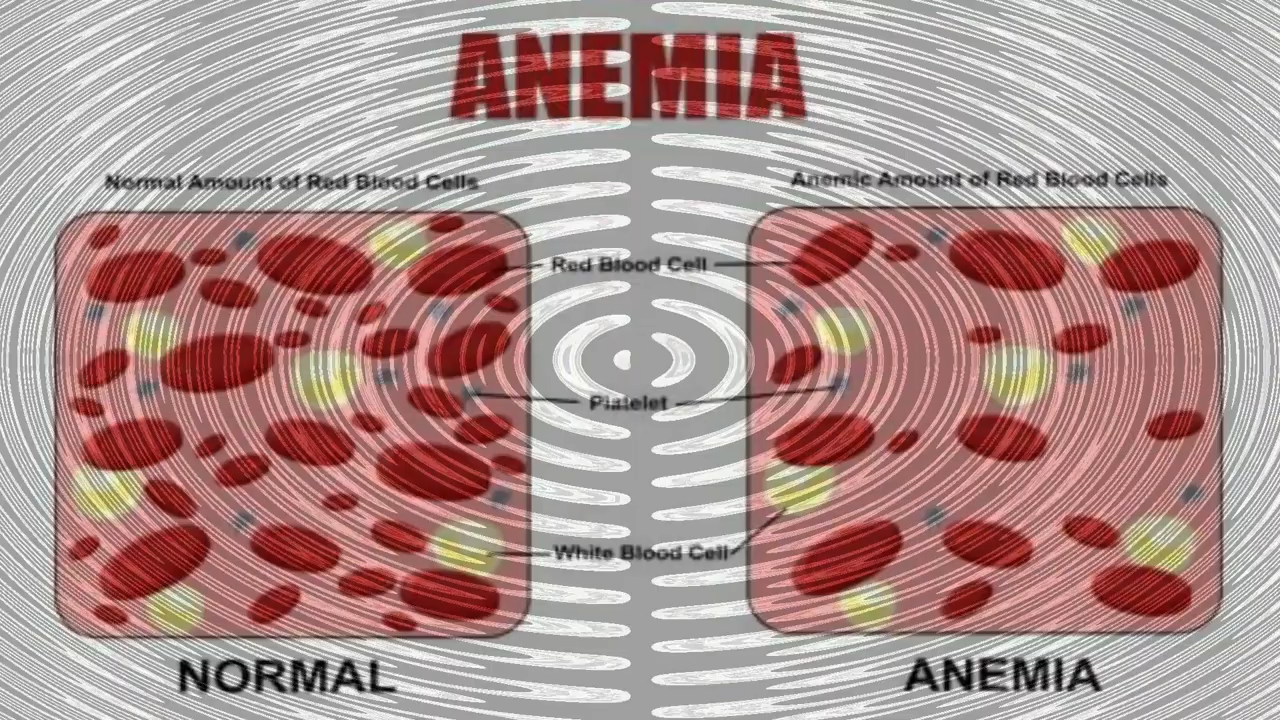 ANEMIA
Normal Amount of Red Blood Cells
Anemic Amount of Red Blood Cells
Red Blood Cell
Platelet
White Blood Cell
NORMAL
ANEMIA